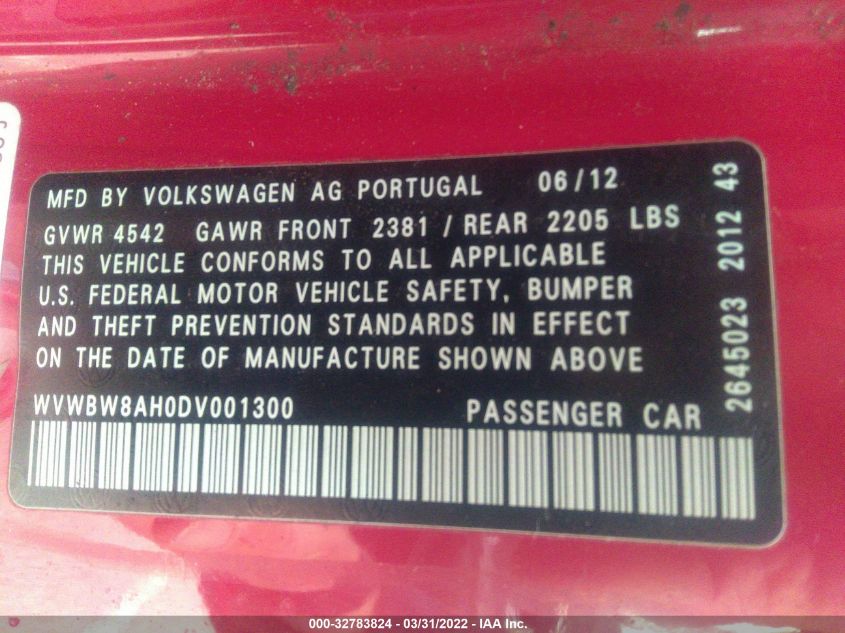 MFD BY VOLKSWAGEN AG PORTUGAL 06/12
GVWR 4542 GAWR FRONT 2381 / REAR 2205 LBS
THIS VEHICLE CONFORMS TO ALL APPLICABLE
U.S. FEDERAL MOTOR VEHICLE SAFETY, BUMPER
AND THEFT PREVENTION STANDARDS IN EFFECT
ON THE DATE OF MANUFACTURE SHOWN ABOVE
WVWBW8AH0DV001300 PASSENGER CAR
2645023 2012 43
000-32783824 - 03/31/2022 - IAA Inc.